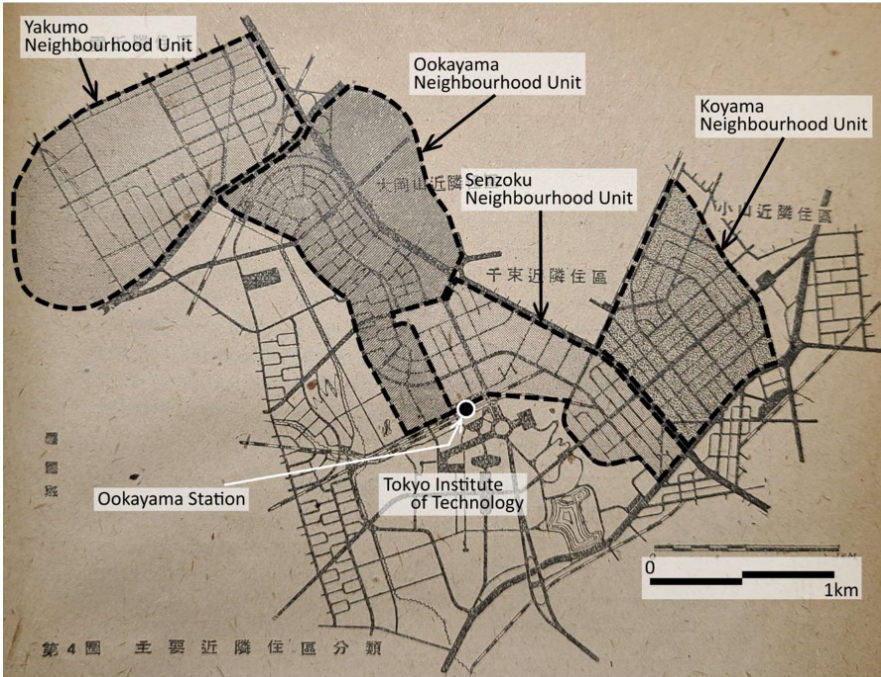 Yakumo
Neighbourhood Unit
Ookayama
Neighbourhood Unit
Koyama
Neighbourhood Unit
Senzoku
Neighbourhood Unit
大岡山近隣住區
小山近隣住區
千束近隣住區
Ookayama Station
Tokyo Institute
of Technology
0
1km
第4圖 主要近隣住區分類